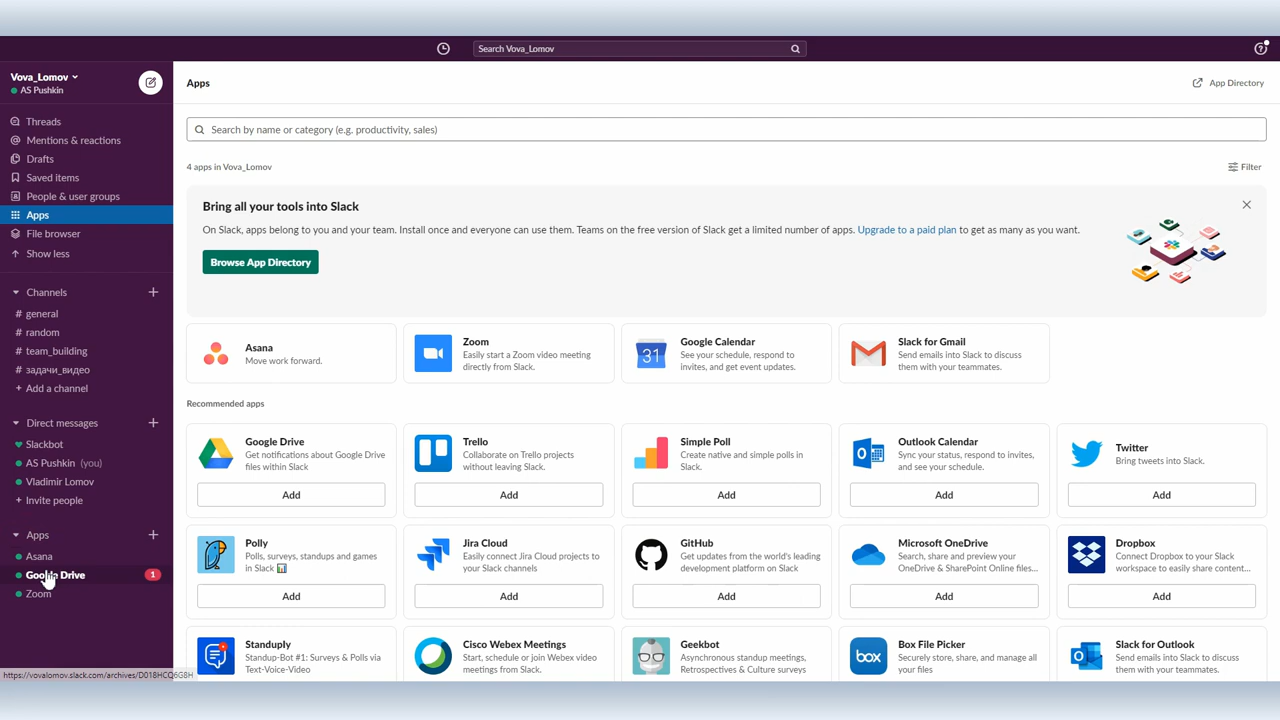 Search Vova_Lomov
Vova_Lomov
AS Pushkin
Threads
Mentions & reactions
Drafts
Saved items
People & user groups
Apps
File browser
Show less
Channels
# general
# random
# team_building
# задачи_видео
+ Add a channel
Direct messages
Slackbot
AS Pushkin (you)
Vladimir Lomov
+ Invite people
Apps
Asana
Google Drive 1
Zoom
https://vovalomov.slack.com/archives/D018HCQ6G8H
Apps
App Directory
Search by name or category (e.g. productivity, sales)
4 apps in Vova_Lomov
Filter
Bring all your tools into Slack
On Slack, apps belong to you and your team. Install once and everyone can use them. Teams on the free version of Slack get a limited number of apps. Upgrade to a paid plan to get as many as you want.
Browse App Directory
Asana
Move work forward.
Zoom
Easily start a Zoom video meeting
directly from Slack.
31
Google Calendar
See your schedule, respond to
invites, and get event updates.
Slack for Gmail
Send emails into Slack to discuss
them with your teammates.
Recommended apps
Google Drive
Get notifications about Google Drive
files within Slack
Add
Trello
Collaborate on Trello projects
without leaving Slack.
Add
Simple Poll
Create native and simple polls in
Slack.
Add
Outlook Calendar
Sync your status, respond to invites,
and see your schedule.
Add
Twitter
Bring tweets into Slack.
Add
Polly
Polls, surveys, standups and games
in Slack
Add
Jira Cloud
Easily connect Jira Cloud projects to
your Slack channels
Add
GitHub
Get updates from the world's leading
development platform on Slack
Add
Microsoft OneDrive
Search, share and preview your
OneDrive & SharePoint Online files...
Add
Dropbox
Connect Dropbox to your Slack
workspace to easily share content...
Add
Standuply
Standup-Bot #1: Surveys & Polls via
Text-Voice-Video
Cisco Webex Meetings
Start, schedule or join Webex video
meetings from Slack.
Geekbot
Asynchronous standup meetings,
Retrospectives & Culture surveys
box
Box File Picker
Securely store, share, and manage all
your files
Slack for Outlook
Send emails into Slack to discuss
them with your teammates.